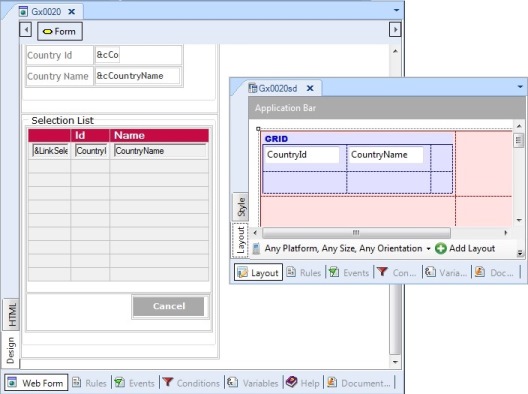 Gx0020 x
Form
Country Id &cCo
Country Name &cCountryName
Selection List
Id Name
&LinkSele CountryI CountryName
Cancel
HTML
Design
Web Form Rules Events Conditions Variables Help Document...
Gx0020sd x
Application Bar
GRID
CountryId CountryName
Style
Layout
Any Platform, Any Size, Any Orientation Add Layout
Layout Rules Events Con... Varia... Doc...